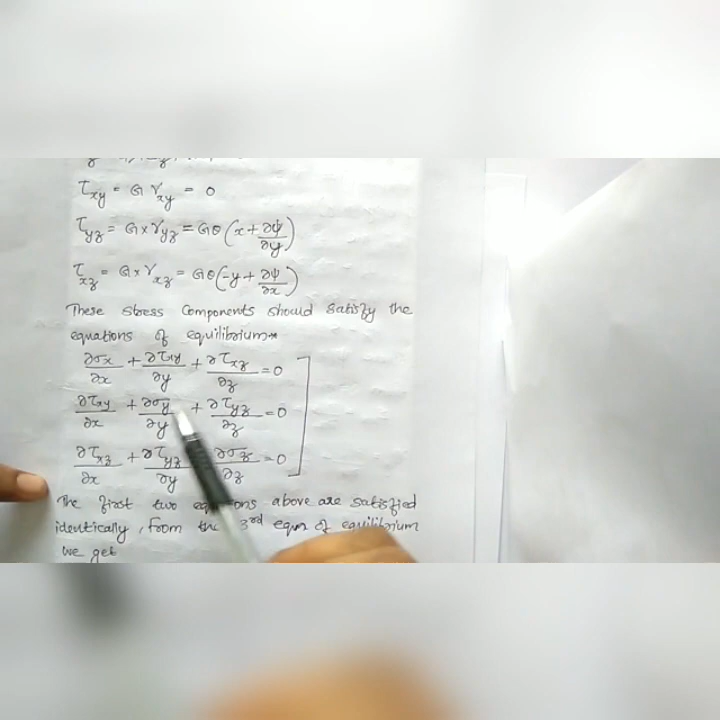 τxy = G γxy = 0
τyz = G×γyz = Gθ(x + ∂ψ/∂y)
τxz = G×γxz = Gθ(-y + ∂ψ/∂x)
These stress components should satisfy the
equations of equilibrium
∂σx/∂x + ∂τxy/∂y + ∂τxz/∂z = 0
∂τxy/∂x + ∂σy/∂y + ∂τyz/∂z = 0
∂τxz/∂x + ∂τyz/∂y ∂σz/∂z = 0
The first two equations above are satisfied
identically, from the 3rd eqn of equilibrium
we get